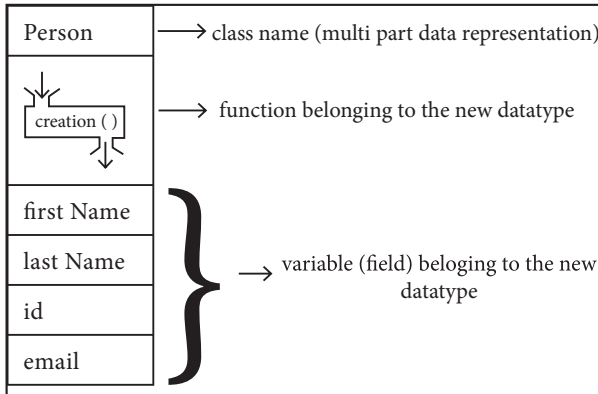 Person
class name (multi part data representation)
creation ( )
function belonging to the new datatype
first Name
last Name
id
email
variable (field) beloging to the new
datatype